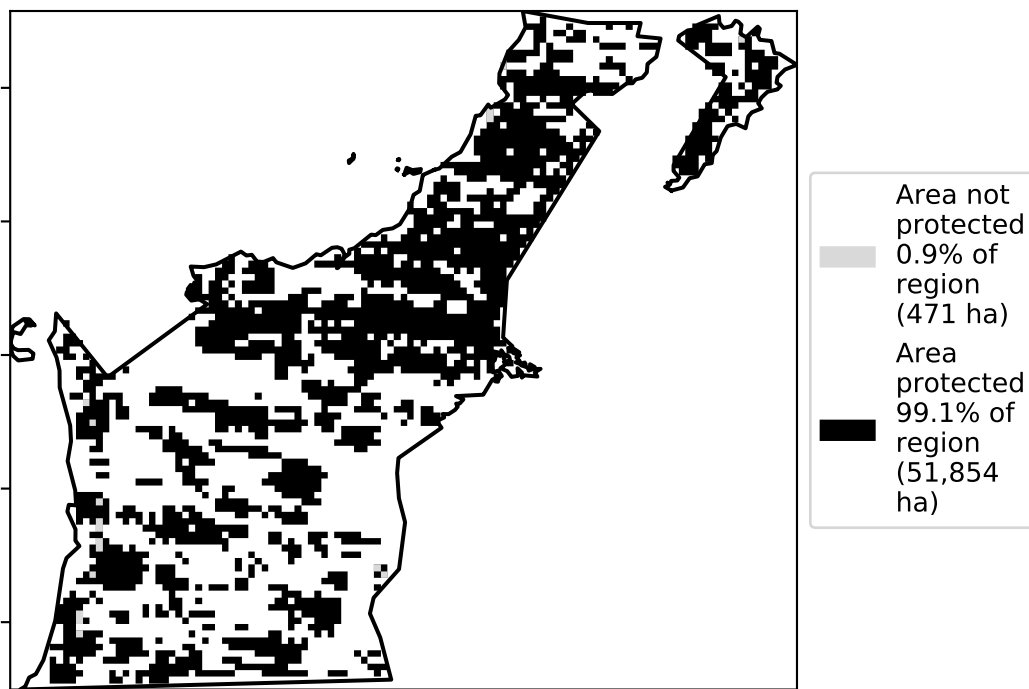 Area not
protected
0.9% of
region
(471 ha)
Area
protected
99.1% of
region
(51,854
ha)